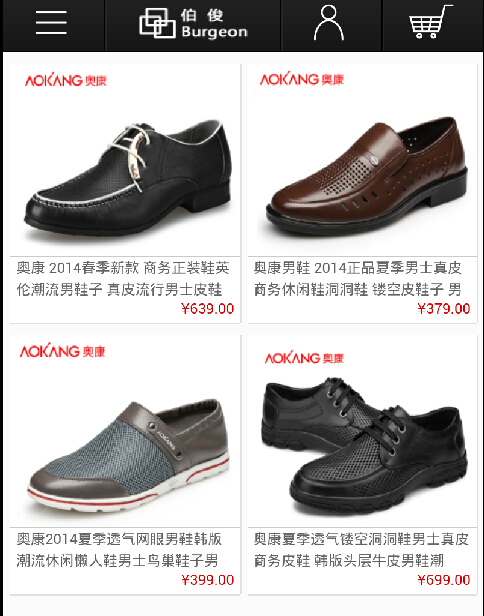 伯 俊
Burgeon
AOKANG 奥康
AOKANG 奥康
奥康 2014春季新款 商务正装鞋英
伦潮流男鞋子 真皮流行男士皮鞋
¥639.00
奥康男鞋 2014正品夏季男士真皮
商务休闲鞋洞洞鞋 镂空皮鞋子 男
¥379.00
AOKANG 奥康
AOKANG 奥康
AOKANG
奥康2014夏季透气网眼男鞋韩版
潮流休闲懒人鞋男士鸟巢鞋子男
¥399.00
奥康夏季透气镂空洞洞鞋男士真皮
商务皮鞋 韩版头层牛皮男鞋潮
¥699.00